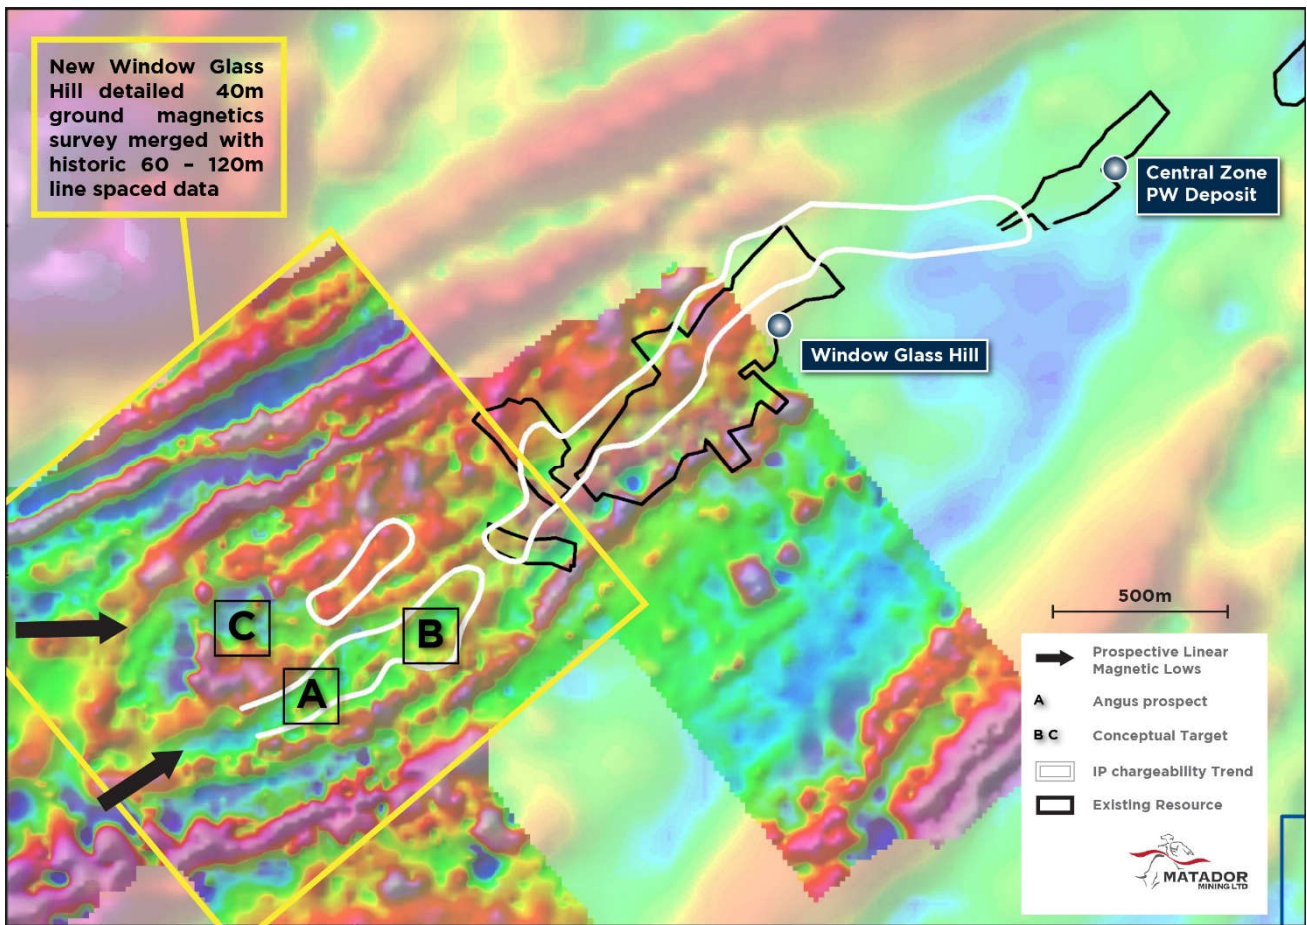 New Window Glass
Hill detailed 40m
ground magnetics
survey merged with
historic 60 – 120m
line spaced data
Central Zone
PW Deposit
Window Glass Hill
C
B
A
500m
Prospective Linear
Magnetic Lows
A Angus prospect
B C Conceptual Target
IP chargeability Trend
Existing Resource
MATADOR
MINING LTD